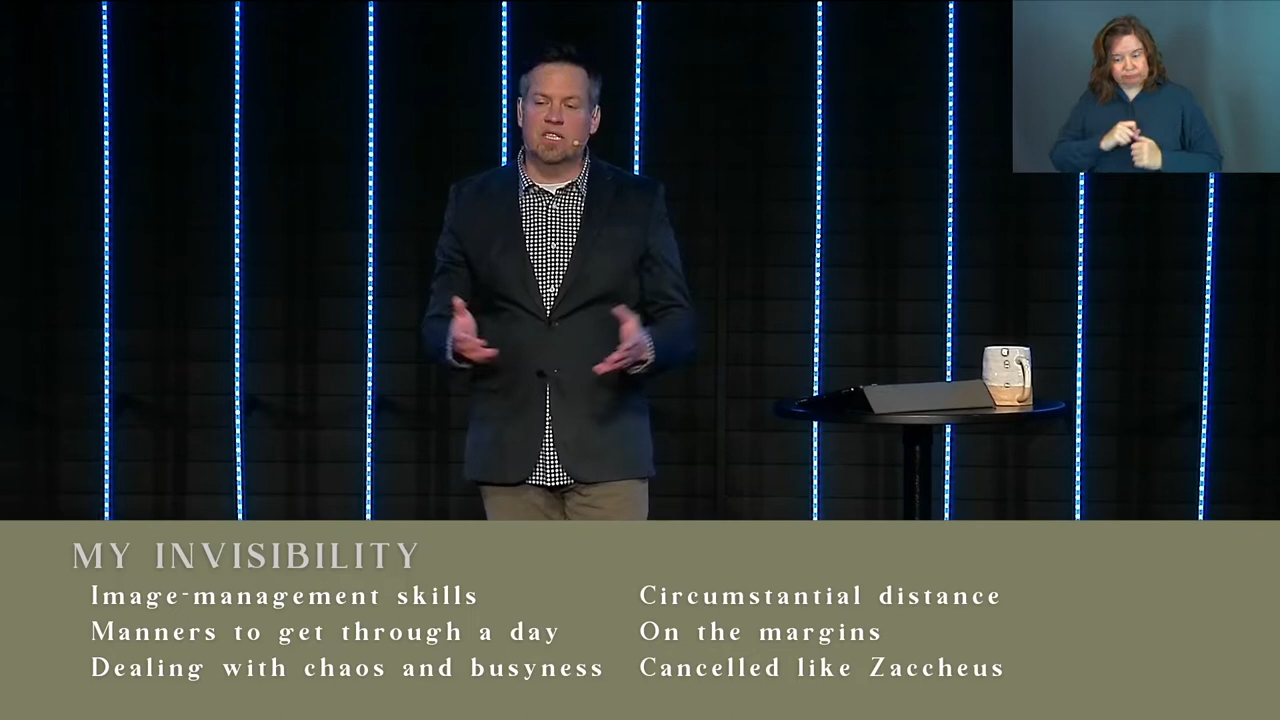 MY INVISIBILITY
Image-management skills
Manners to get through a day
Dealing with chaos and busyness
Circumstantial distance
On the margins
Cancelled like Zaccheus